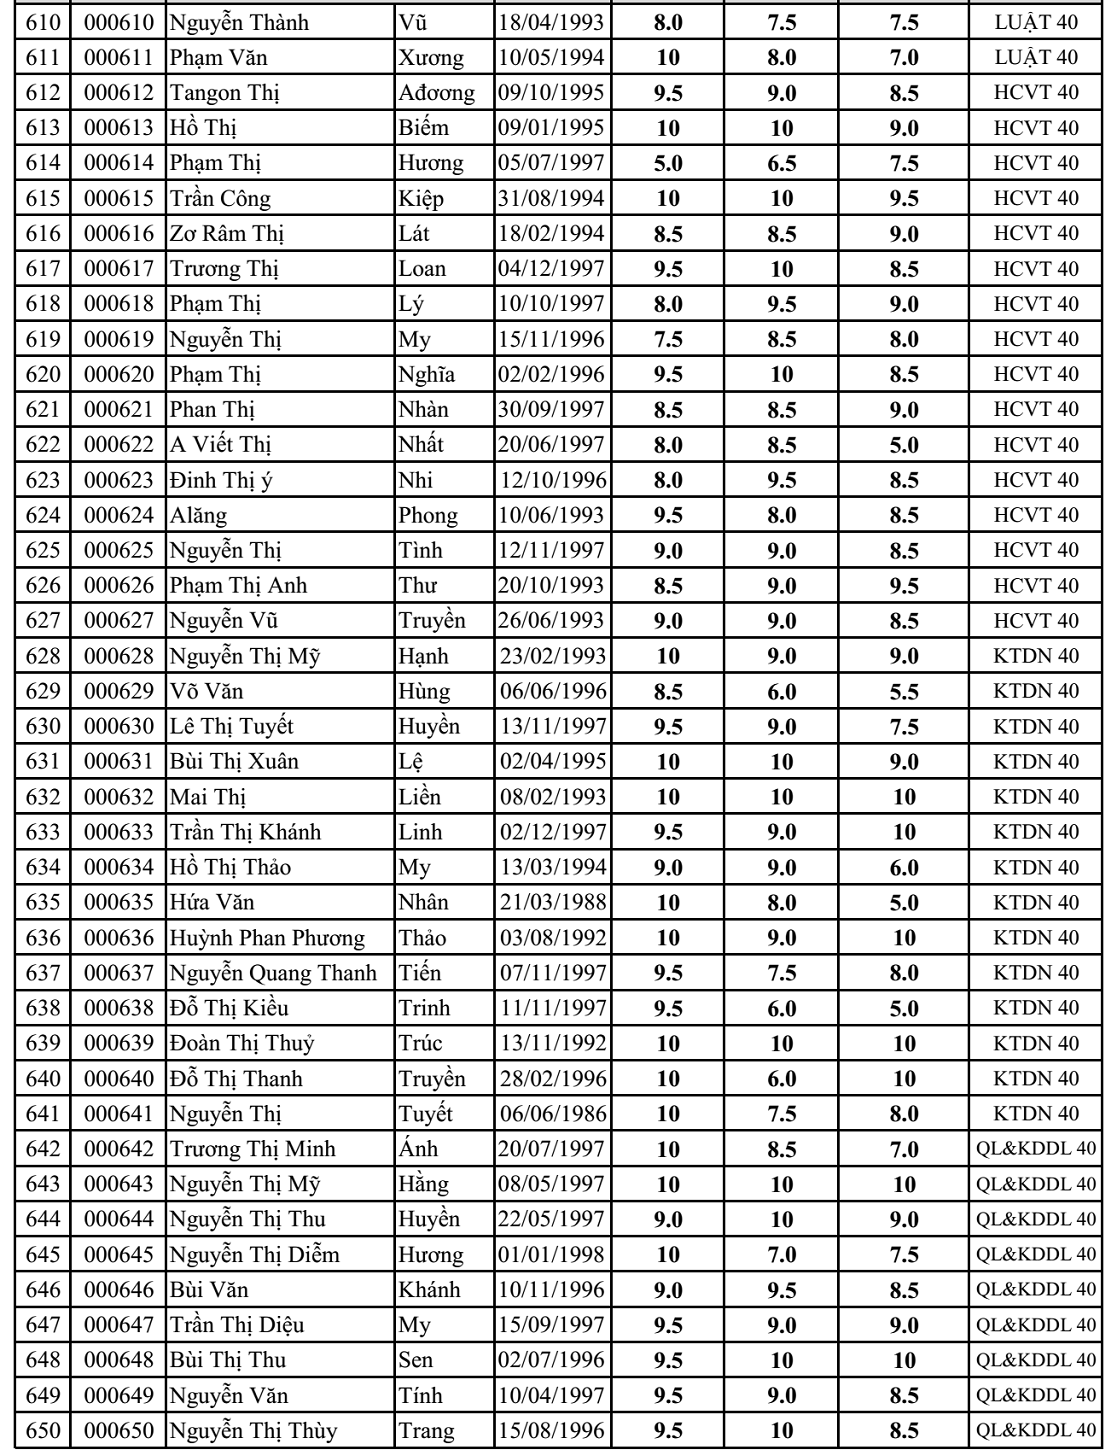 610 000610 Nguyễn Thành Vũ 18/04/1993 8.0 7.5 7.5 LUẬT 40
611 000611 Phạm Văn Xương 10/05/1994 10 8.0 7.0 LUẬT 40
612 000612 Tangon Thị Ađơơng 09/10/1995 9.5 9.0 8.5 HCVT 40
613 000613 Hồ Thị Biếm 09/01/1995 10 10 9.0 HCVT 40
614 000614 Phạm Thị Hương 05/07/1997 5.0 6.5 7.5 HCVT 40
615 000615 Trần Công Kiệp 31/08/1994 10 10 9.5 HCVT 40
616 000616 Zơ Râm Thị Lát 18/02/1994 8.5 8.5 9.0 HCVT 40
617 000617 Trương Thị Loan 04/12/1997 9.5 10 8.5 HCVT 40
618 000618 Phạm Thị Lý 10/10/1997 8.0 9.5 9.0 HCVT 40
619 000619 Nguyễn Thị My 15/11/1996 7.5 8.5 8.0 HCVT 40
620 000620 Phạm Thị Nghĩa 02/02/1996 9.5 10 8.5 HCVT 40
621 000621 Phan Thị Nhàn 30/09/1997 8.5 8.5 9.0 HCVT 40
622 000622 A Viết Thị Nhất 20/06/1997 8.0 8.5 5.0 HCVT 40
623 000623 Đinh Thị ý Nhi 12/10/1996 8.0 9.5 8.5 HCVT 40
624 000624 Alăng Phong 10/06/1993 9.5 8.0 8.5 HCVT 40
625 000625 Nguyễn Thị Tình 12/11/1997 9.0 9.0 8.5 HCVT 40
626 000626 Phạm Thị Anh Thư 20/10/1993 8.5 9.0 9.5 HCVT 40
627 000627 Nguyễn Vũ Truyền 26/06/1993 9.0 9.0 8.5 HCVT 40
628 000628 Nguyễn Thị Mỹ Hạnh 23/02/1993 10 9.0 9.0 KTDN 40
629 000629 Võ Văn Hùng 06/06/1996 8.5 6.0 5.5 KTDN 40
630 000630 Lê Thị Tuyết Huyền 13/11/1997 9.5 9.0 7.5 KTDN 40
631 000631 Bùi Thị Xuân Lệ 02/04/1995 10 10 9.0 KTDN 40
632 000632 Mai Thị Liền 08/02/1993 10 10 10 KTDN 40
633 000633 Trần Thị Khánh Linh 02/12/1997 9.5 9.0 10 KTDN 40
634 000634 Hồ Thị Thảo My 13/03/1994 9.0 9.0 6.0 KTDN 40
635 000635 Hứa Văn Nhân 21/03/1988 10 8.0 5.0 KTDN 40
636 000636 Huỳnh Phan Phương Thảo 03/08/1992 10 9.0 10 KTDN 40
637 000637 Nguyễn Quang Thanh Tiến 07/11/1997 9.5 7.5 8.0 KTDN 40
638 000638 Đỗ Thị Kiều Trinh 11/11/1997 9.5 6.0 5.0 KTDN 40
639 000639 Đoàn Thị Thuỷ Trúc 13/11/1992 10 10 10 KTDN 40
640 000640 Đỗ Thị Thanh Truyền 28/02/1996 10 6.0 10 KTDN 40
641 000641 Nguyễn Thị Tuyết 06/06/1986 10 7.5 8.0 KTDN 40
642 000642 Trương Thị Minh Ánh 20/07/1997 10 8.5 7.0 QL&KDDL 40
643 000643 Nguyễn Thị Mỹ Hằng 08/05/1997 10 10 10 QL&KDDL 40
644 000644 Nguyễn Thị Thu Huyền 22/05/1997 9.0 10 9.0 QL&KDDL 40
645 000645 Nguyễn Thị Diễm Hương 01/01/1998 10 7.0 7.5 QL&KDDL 40
646 000646 Bùi Văn Khánh 10/11/1996 9.0 9.5 8.5 QL&KDDL 40
647 000647 Trần Thị Diệu My 15/09/1997 9.5 9.0 9.0 QL&KDDL 40
648 000648 Bùi Thị Thu Sen 02/07/1996 9.5 10 10 QL&KDDL 40
649 000649 Nguyễn Văn Tính 10/04/1997 9.5 9.0 8.5 QL&KDDL 40
650 000650 Nguyễn Thị Thùy Trang 15/08/1996 9.5 10 8.5 QL&KDDL 40